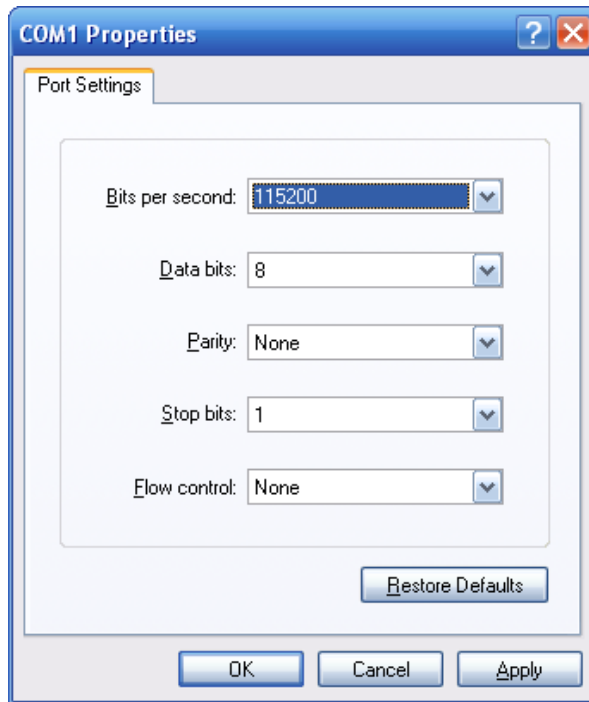 COM1 Properties
Port Settings
Bits per second: 115200
Data bits: 8
Parity: None
Stop bits: 1
Flow control: None
Restore Defaults
OK Cancel Apply